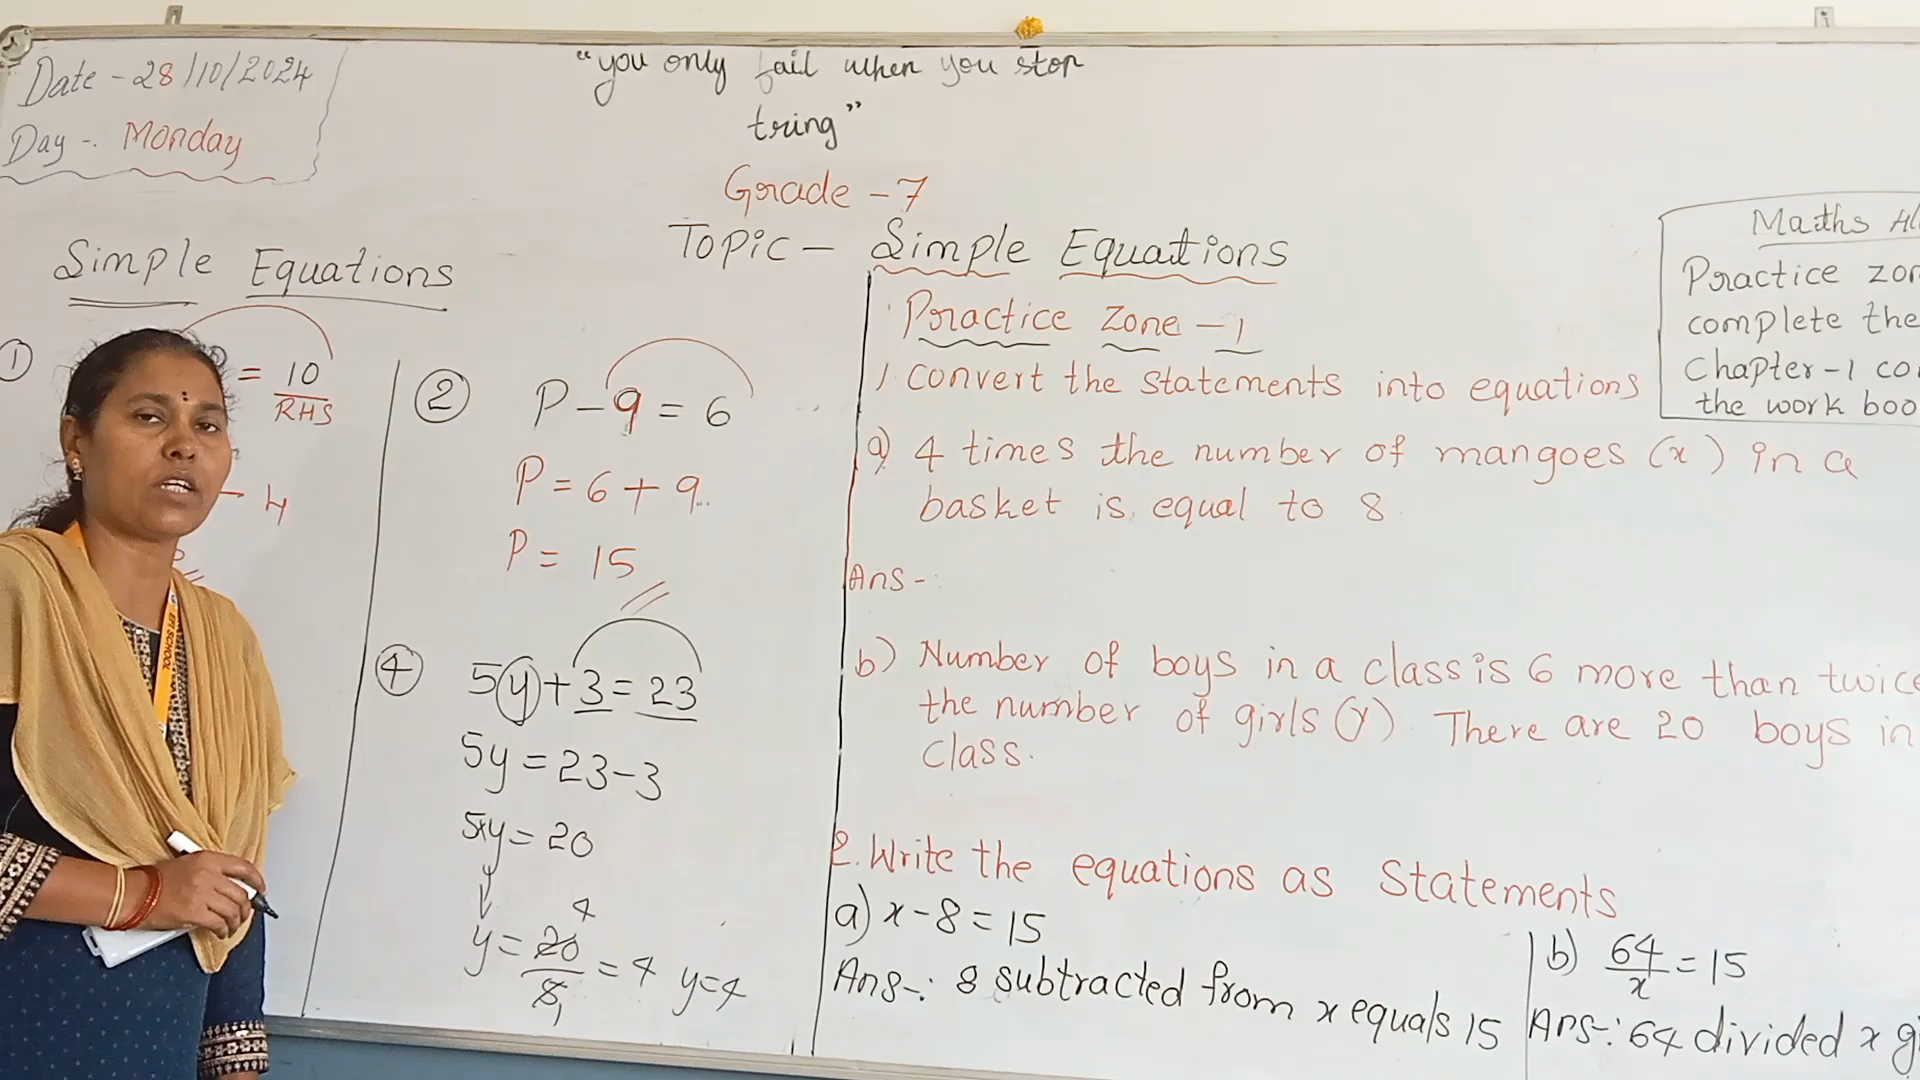 Date - 28/10/2024
Day -. Monday
"you only fail when you stop
tring"
Grade - 7
Topic - Simple Equations
Simple Equations
①
= 10
RHS
- 4
②
P - 9 = 6
P = 6 + 9
P = 15
④
5y + 3 = 23
5y = 23 - 3
5×y = 20
4
y = 20/5 = 4 y = 4
1
Practice Zone - 1
1. convert the statements into equations
a) 4 times the number of mangoes (x) in a
basket is equal to 8
Ans -
b) Number of boys in a class is 6 more than twice
the number of girls (y) There are 20 boys in
class.
2. Write the equations as Statements
a) x - 8 = 15
Ans-: 8 subtracted from x equals 15
b) 64/x = 15
Ans-: 64 divided x
Maths
Practice
complete the
Chapter-1
the work
EIT SCHOOL